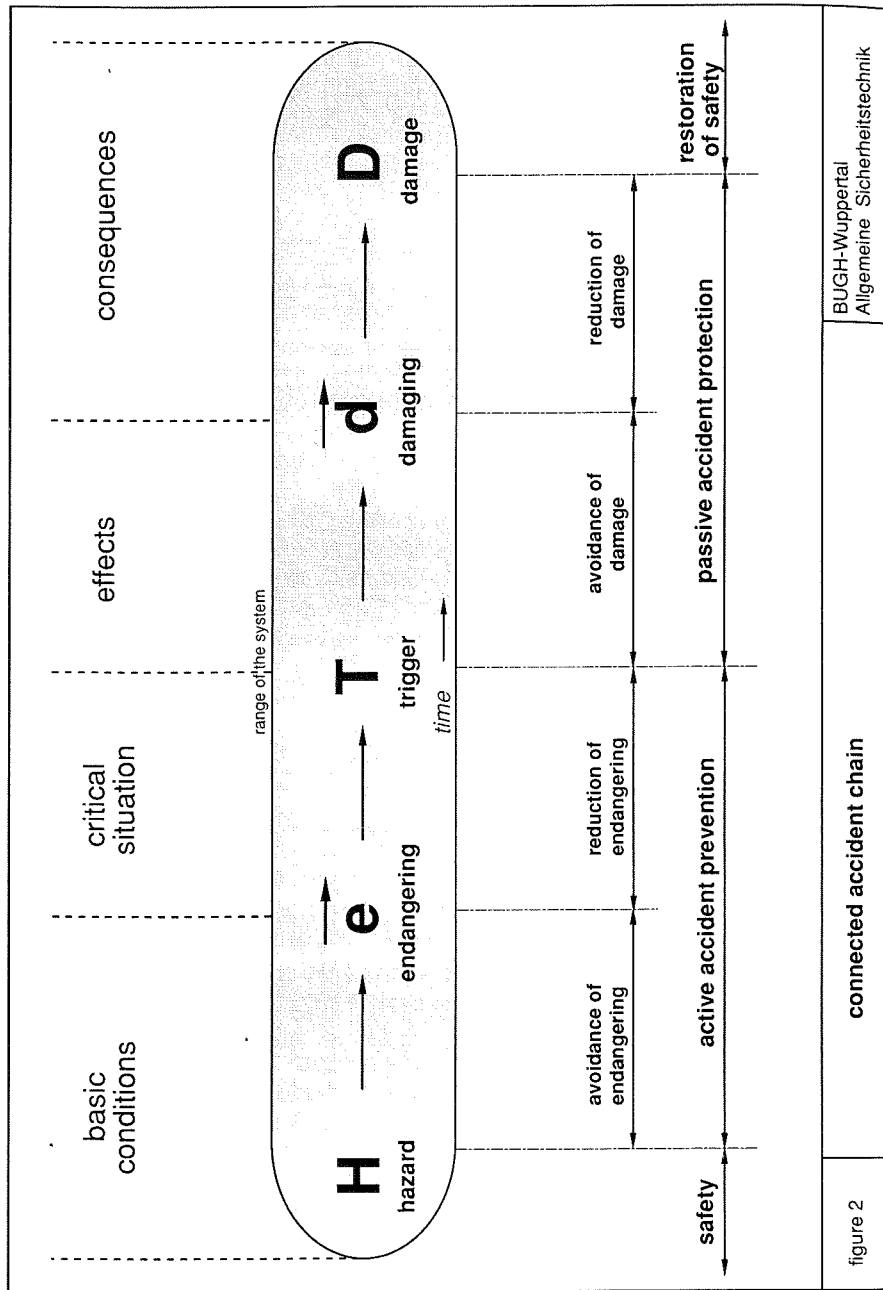 basic
conditions
critical
situation
effects
consequences
range of the system
H
e
T
d
D
hazard
endangering
trigger
damaging
damage
time
avoidance of
endangering
reduction of
endangering
avoidance of
damage
reduction of
damage
safety
active accident prevention
passive accident protection
restoration
of safety
figure 2
connected accident chain
BUGH-Wuppertal
Allgemeine Sicherheitstechnik